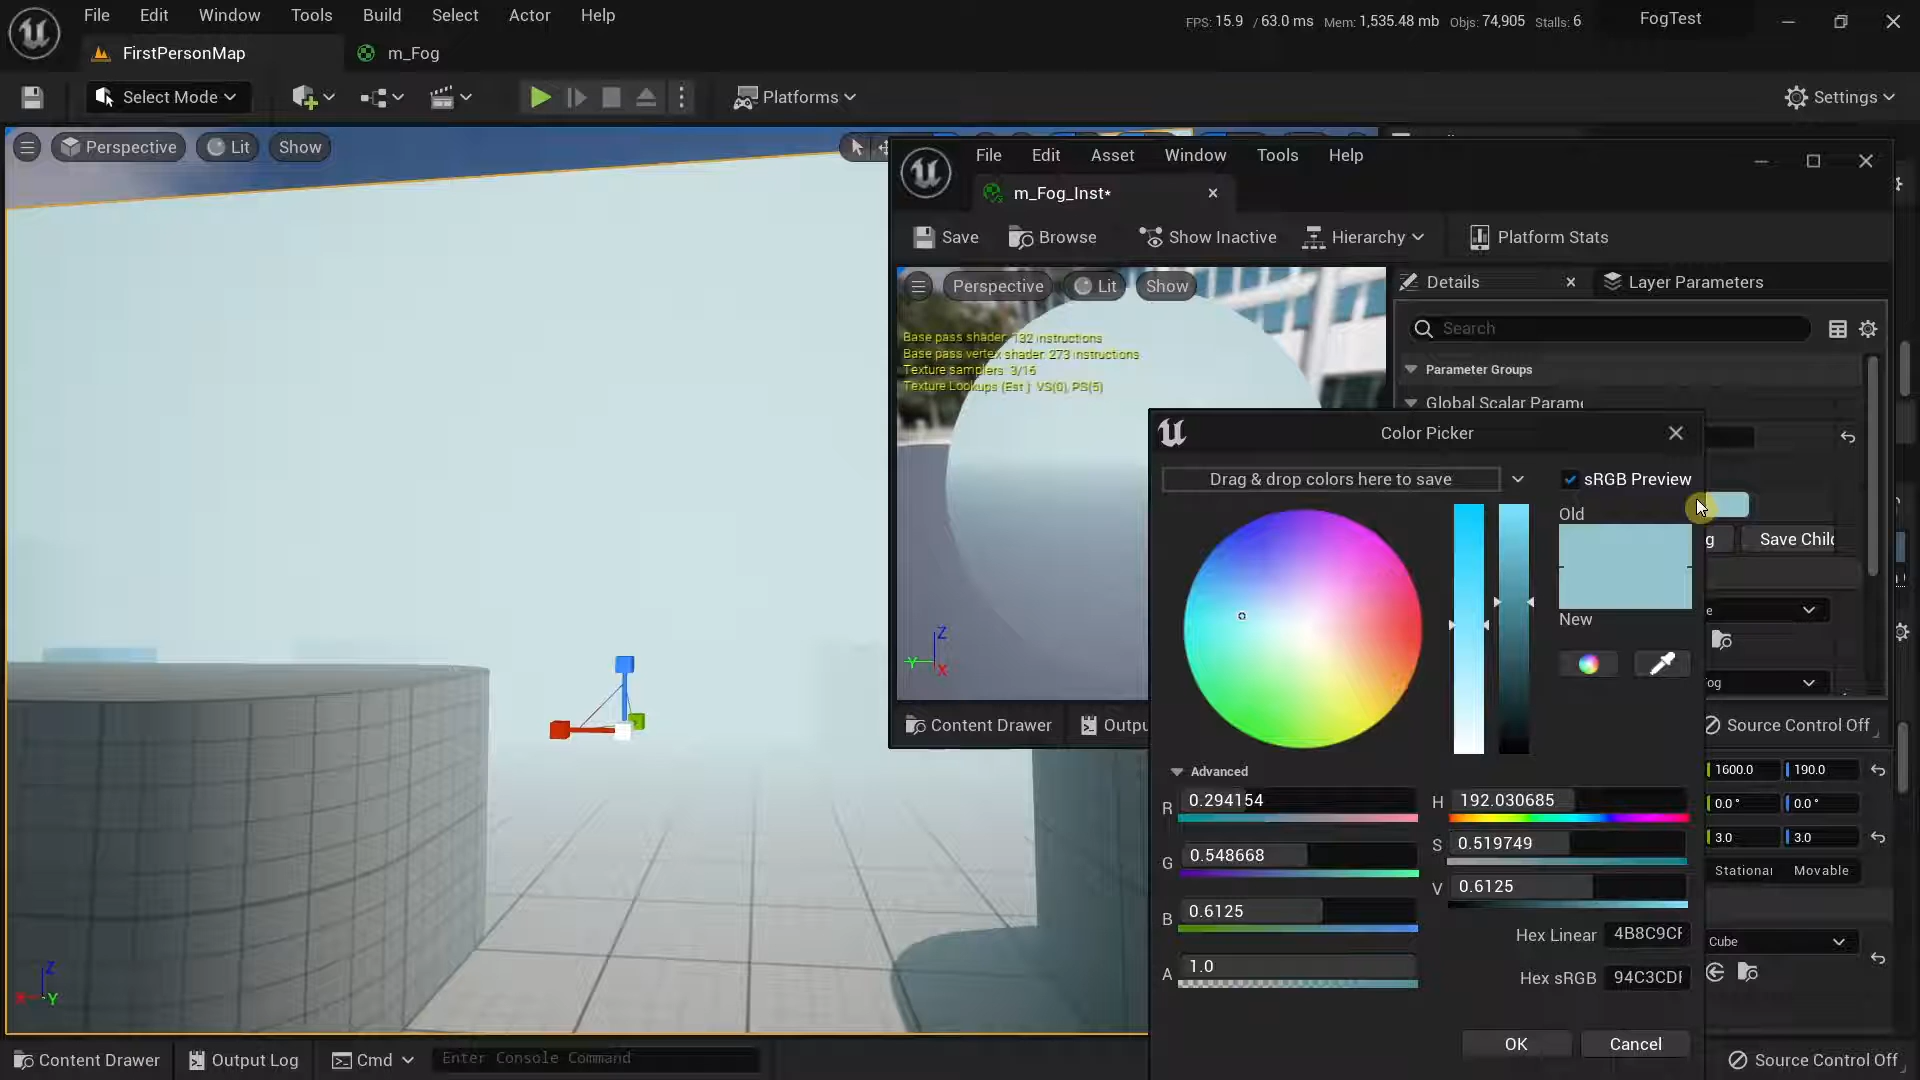 File Edit Window Tools Build Select Actor Help
FPS: 15.9 / 63.0 ms Mem: 1,535.48 mb Objs: 74,905 Stalls: 6
FogTest
FirstPersonMap
m_Fog
Select Mode
Platforms
Settings
Perspective
Lit
Show
File Edit Asset Window Tools Help
m_Fog_Inst*
Save
Browse
Show Inactive
Hierarchy
Platform Stats
Perspective
Lit
Show
Base pass shader: 132 instructions
Base pass vertex shader: 273 instructions
Texture samplers: 3/16
Texture Lookups (Est.): VS(0), PS(5)
Details
Layer Parameters
Search
Parameter Groups
Global Scalar Parame
Color Picker
Drag & drop colors here to save
sRGB Preview
Old
New
g
Save Child
e
og
Advanced
R 0.294154
G 0.548668
B 0.6125
A 1.0
H 192.030685
S 0.519749
V 0.6125
Hex Linear 4B8C9CF
Hex sRGB 94C3CDF
OK
Cancel
Z
Y
X
Content Drawer
Outpu
Source Control Off
1600.0 190.0
0.0 ° 0.0 °
3.0 3.0
Stationar Movable
Cube
Z
X
Y
Content Drawer
Output Log
Cmd
Enter Console Command
Source Control Off